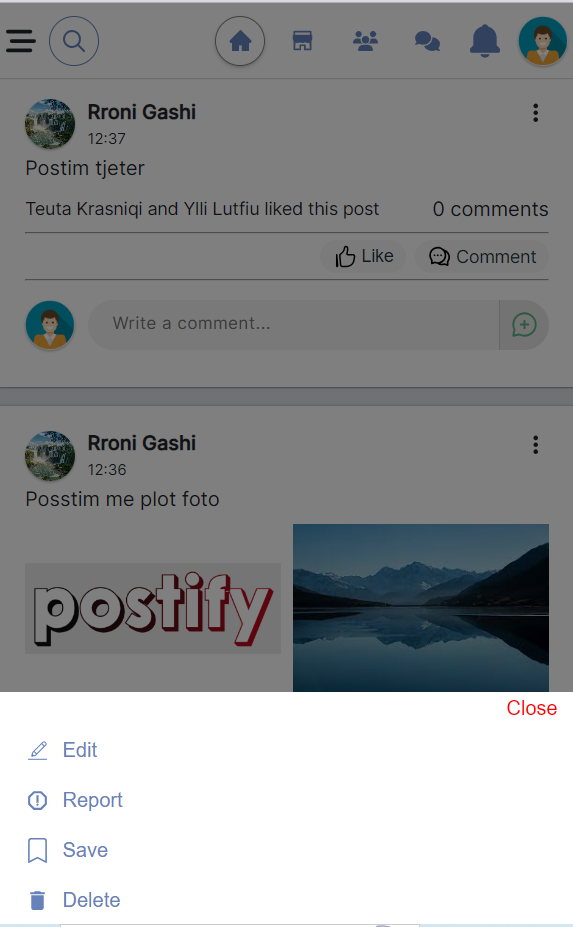 Rroni Gashi
12:37
Postim tjeter
Teuta Krasniqi and Ylli Lutfiu liked this post 0 comments
Like Comment
Write a comment...
Rroni Gashi
12:36
Posstim me plot foto
postify
Close
Edit
Report
Save
Delete